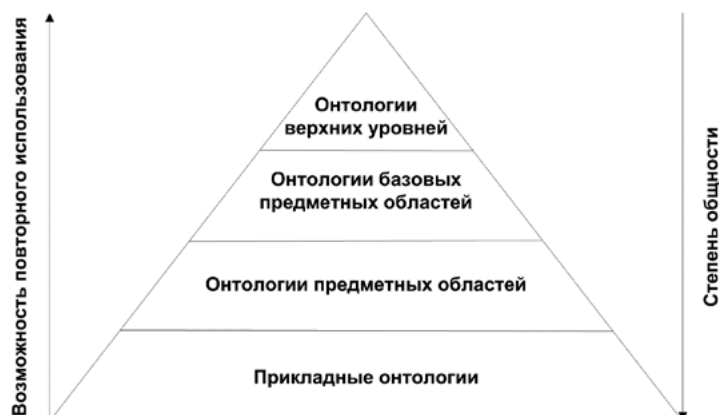 Возможность повторного использования
Онтологии
верхних уровней
Онтологии базовых
предметных областей
Онтологии предметных областей
Прикладные онтологии
Степень общности